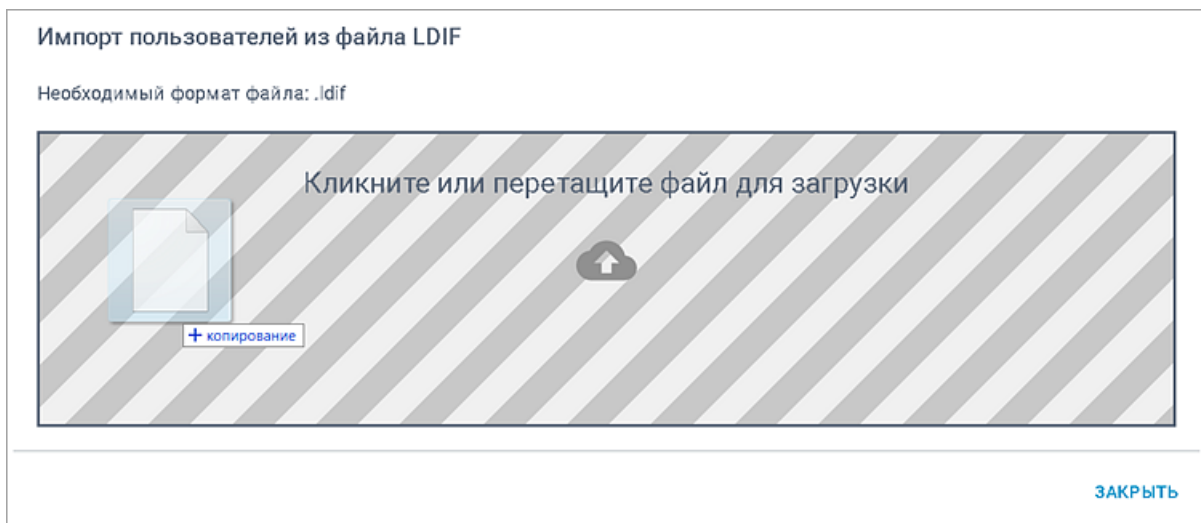 Импорт пользователей из файла LDIF
Необходимый формат файла: .ldif
Кликните или перетащите файл для загрузки
+ копирование
ЗАКРЫТЬ